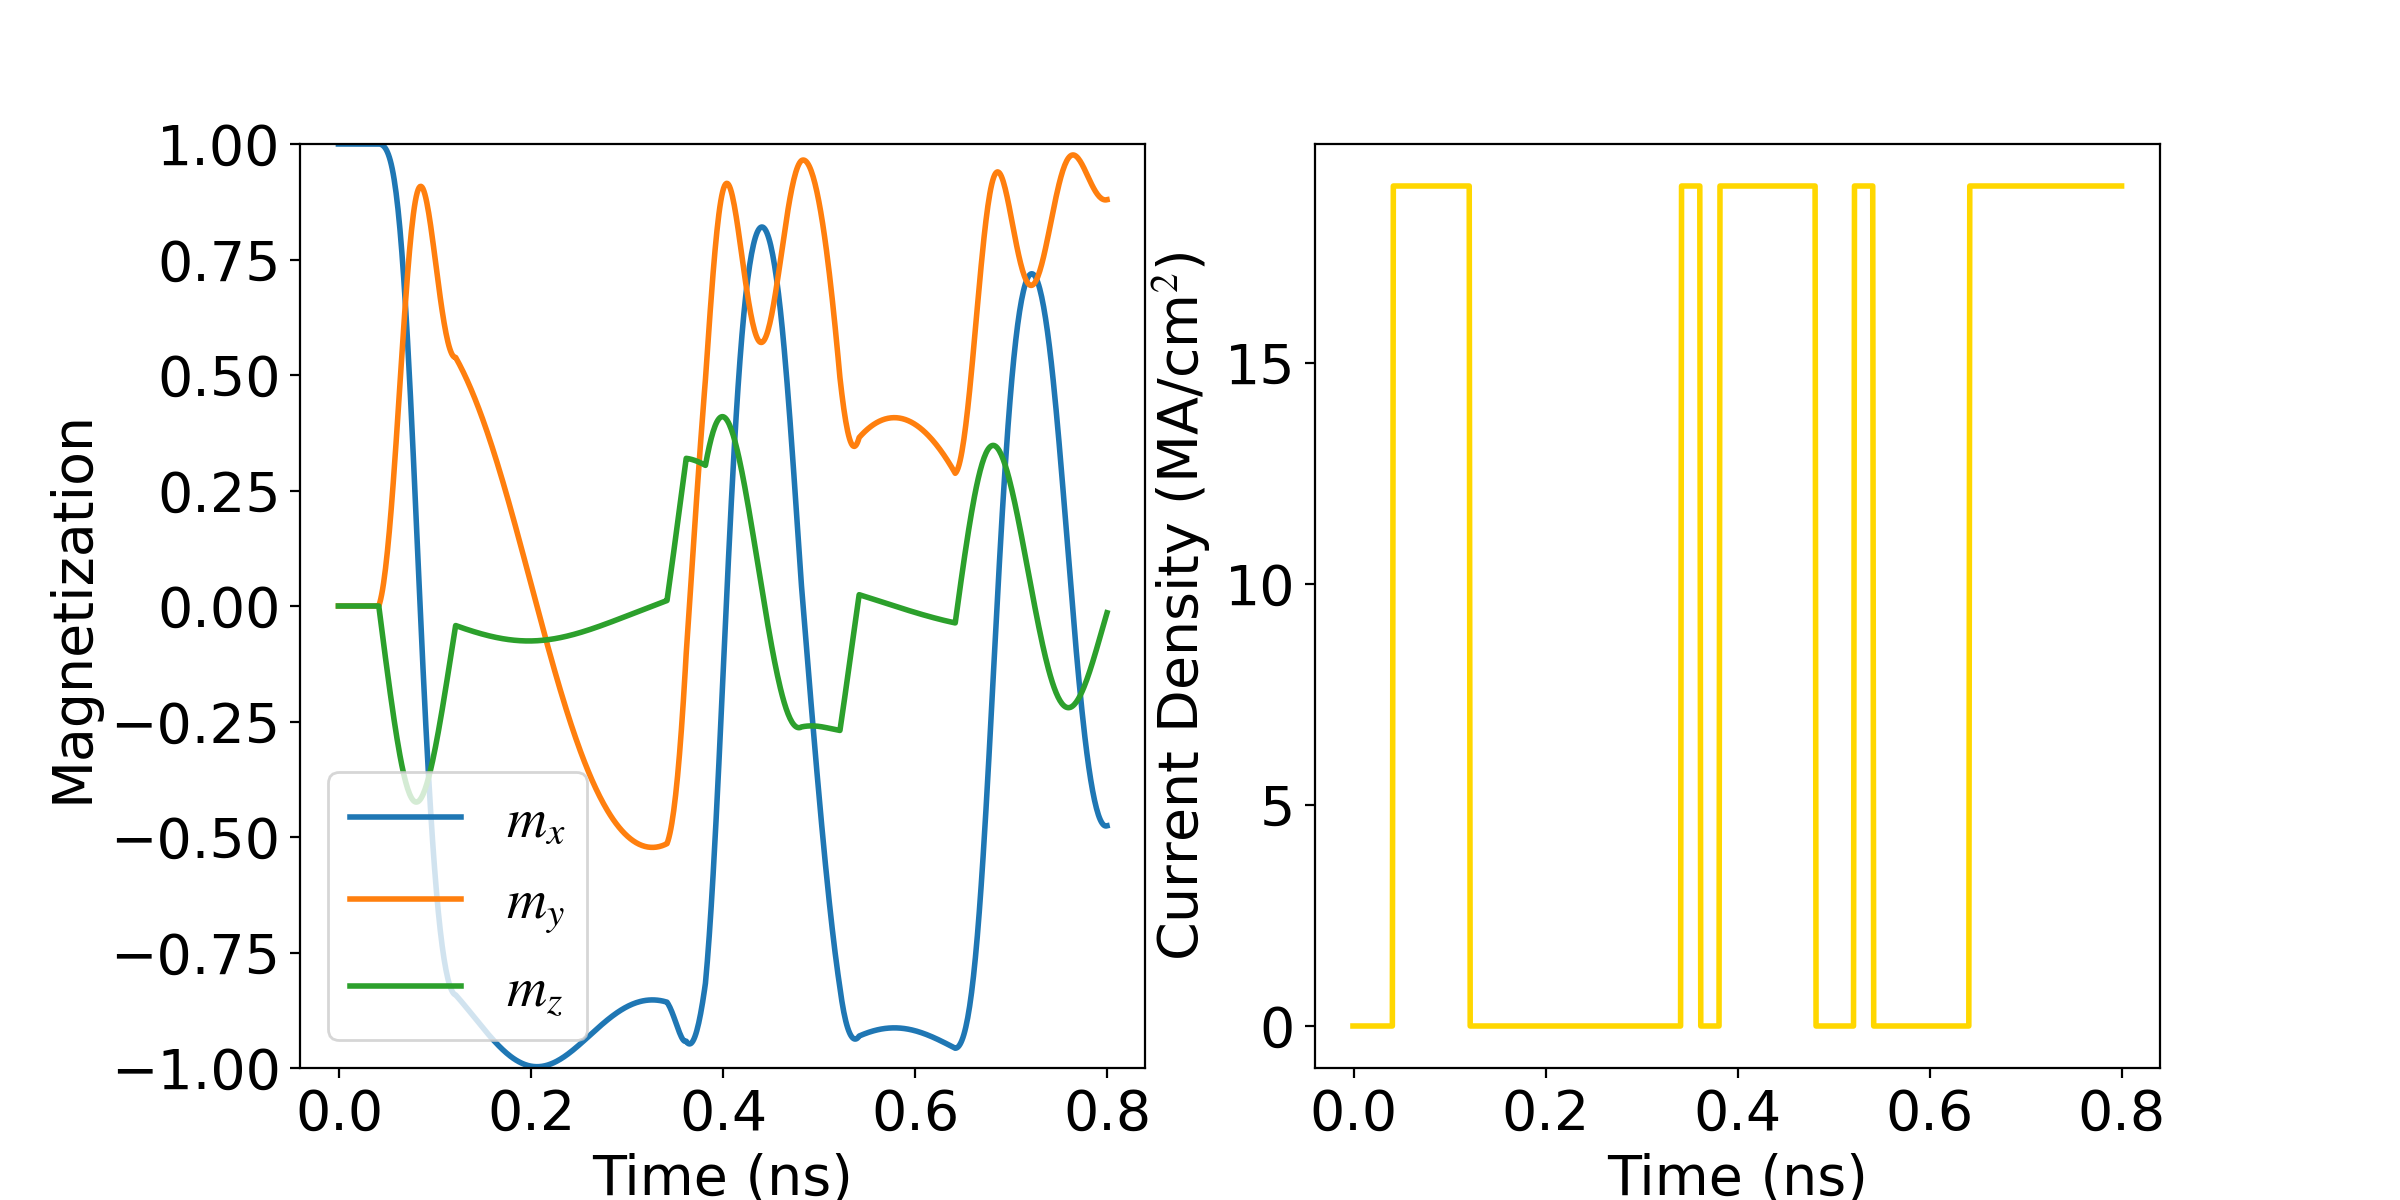 Magnetization
1.00
0.75
0.50
0.25
0.00
−0.25
−0.50
−0.75
−1.00
m_x
m_y
m_z
0.0 0.2 0.4 0.6 0.8
Time (ns)
Current Density (MA/cm²)
15
10
5
0
0.0 0.2 0.4 0.6 0.8
Time (ns)